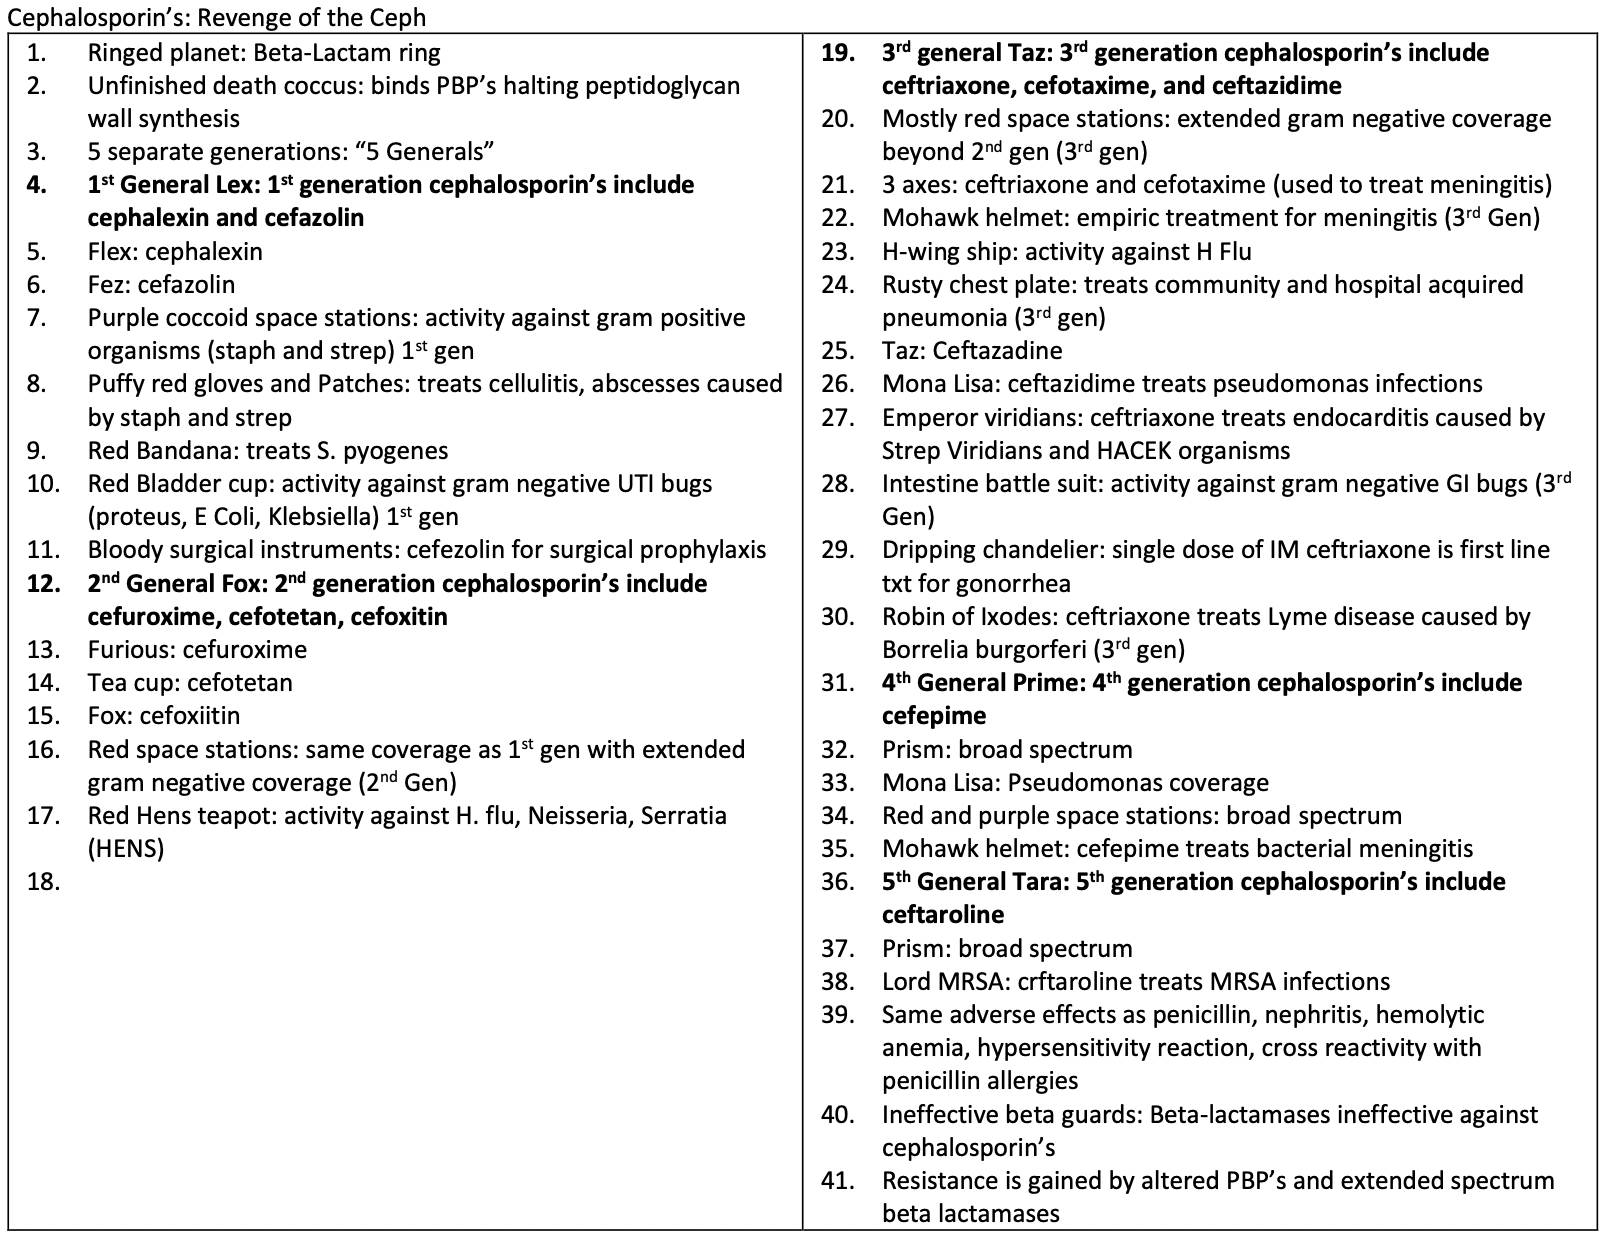 Cephalosporin’s: Revenge of the Ceph
1. Ringed planet: Beta-Lactam ring
2. Unfinished death coccus: binds PBP’s halting peptidoglycan
wall synthesis
3. 5 separate generations: “5 Generals”
4. 1st General Lex: 1st generation cephalosporin’s include
cephalexin and cefazolin
5. Flex: cephalexin
6. Fez: cefazolin
7. Purple coccoid space stations: activity against gram positive
organisms (staph and strep) 1st gen
8. Puffy red gloves and Patches: treats cellulitis, abscesses caused
by staph and strep
9. Red Bandana: treats S. pyogenes
10. Red Bladder cup: activity against gram negative UTI bugs
(proteus, E Coli, Klebsiella) 1st gen
11. Bloody surgical instruments: cefezolin for surgical prophylaxis
12. 2nd General Fox: 2nd generation cephalosporin’s include
cefuroxime, cefotetan, cefoxitin
13. Furious: cefuroxime
14. Tea cup: cefotetan
15. Fox: cefoxiitin
16. Red space stations: same coverage as 1st gen with extended
gram negative coverage (2nd Gen)
17. Red Hens teapot: activity against H. flu, Neisseria, Serratia
(HENS)
18.
19. 3rd general Taz: 3rd generation cephalosporin’s include
ceftriaxone, cefotaxime, and ceftazidime
20. Mostly red space stations: extended gram negative coverage
beyond 2nd gen (3rd gen)
21. 3 axes: ceftriaxone and cefotaxime (used to treat meningitis)
22. Mohawk helmet: empiric treatment for meningitis (3rd Gen)
23. H-wing ship: activity against H Flu
24. Rusty chest plate: treats community and hospital acquired
pneumonia (3rd gen)
25. Taz: Ceftazadine
26. Mona Lisa: ceftazidime treats pseudomonas infections
27. Emperor viridians: ceftriaxone treats endocarditis caused by
Strep Viridians and HACEK organisms
28. Intestine battle suit: activity against gram negative GI bugs (3rd
Gen)
29. Dripping chandelier: single dose of IM ceftriaxone is first line
txt for gonorrhea
30. Robin of Ixodes: ceftriaxone treats Lyme disease caused by
Borrelia burgorferi (3rd gen)
31. 4th General Prime: 4th generation cephalosporin’s include
cefepime
32. Prism: broad spectrum
33. Mona Lisa: Pseudomonas coverage
34. Red and purple space stations: broad spectrum
35. Mohawk helmet: cefepime treats bacterial meningitis
36. 5th General Tara: 5th generation cephalosporin’s include
ceftaroline
37. Prism: broad spectrum
38. Lord MRSA: crftaroline treats MRSA infections
39. Same adverse effects as penicillin, nephritis, hemolytic
anemia, hypersensitivity reaction, cross reactivity with
penicillin allergies
40. Ineffective beta guards: Beta-lactamases ineffective against
cephalosporin’s
41. Resistance is gained by altered PBP’s and extended spectrum
beta lactamases